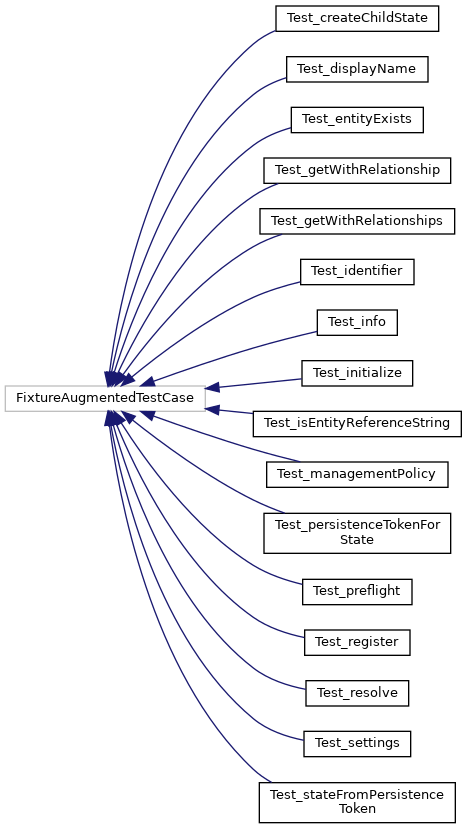 Test_createChildState
Test_displayName
Test_entityExists
Test_getWithRelationship
Test_getWithRelationships
Test_identifier
Test_info
Test_initialize
FixtureAugmentedTestCase
Test_isEntityReferenceString
Test_managementPolicy
Test_persistenceTokenFor
State
Test_preflight
Test_register
Test_resolve
Test_settings
Test_stateFromPersistence
Token